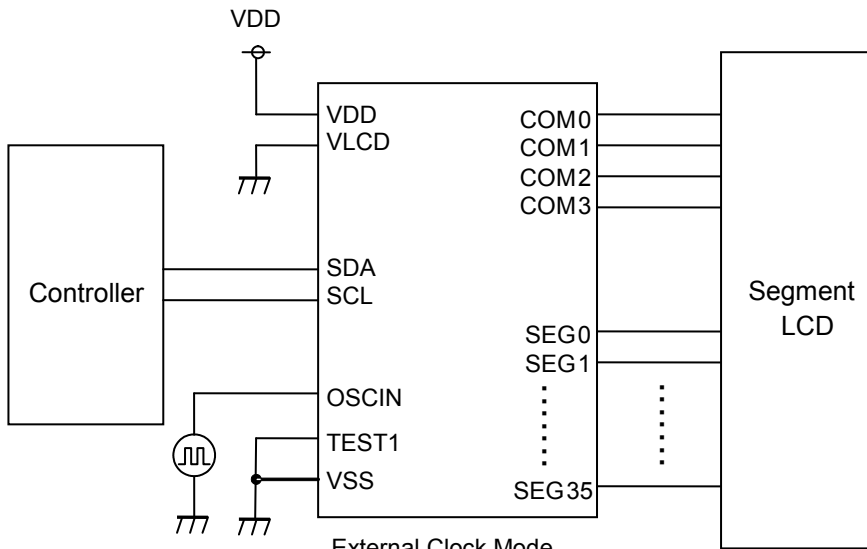 VDD
VDD
VLCD
COM0
COM1
COM2
COM3
SDA
SCL
Controller
Segment
LCD
SEG0
SEG1
OSCIN
TEST1
VSS
SEG35
External Clock Mode